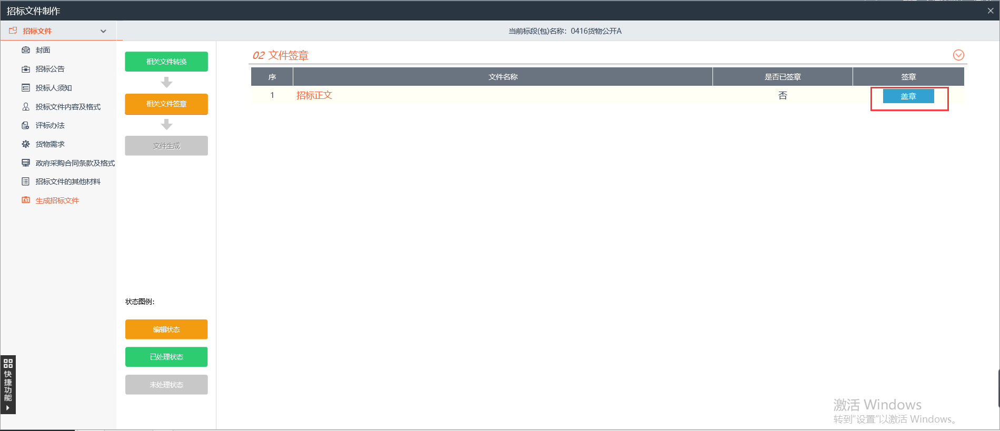 招标文件制作
招标文件
当前标段(包)名称：0416货物公开A
封面
招标公告
投标人须知
投标文件内容及格式
评标办法
货物需求
政府采购合同条款及格式
招标文件的其他材料
生成招标文件
相关文件转换
相关文件签章
文件生成
状态图例：
编辑状态
已处理状态
未处理状态
02 文件签章
序 文件名称 是否已签章 签章
1 招标正文 否 盖章
快捷功能
激活 Windows
转到“设置”以激活 Windows。